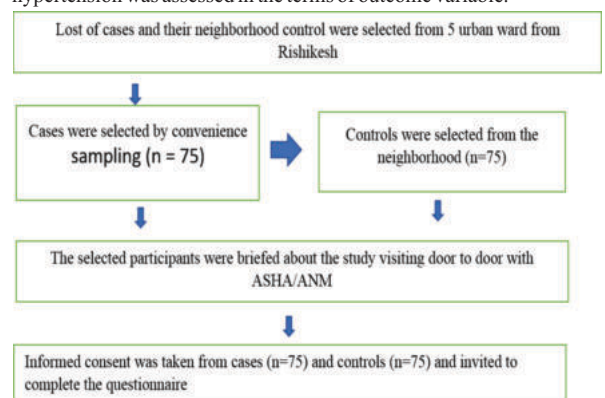 hypertension was assessed in the terms of outcome variable.
Lost of cases and their neighborhood control were selected from 5 urban ward from
Rishikesh
Cases were selected by convenience
sampling (n = 75)
Controls were selected from the
neighborhood (n=75)
The selected participants were briefed about the study visiting door to door with
ASHA/ANM
Informed consent was taken from cases (n=75) and controls (n=75) and invited to
complete the questionnaire